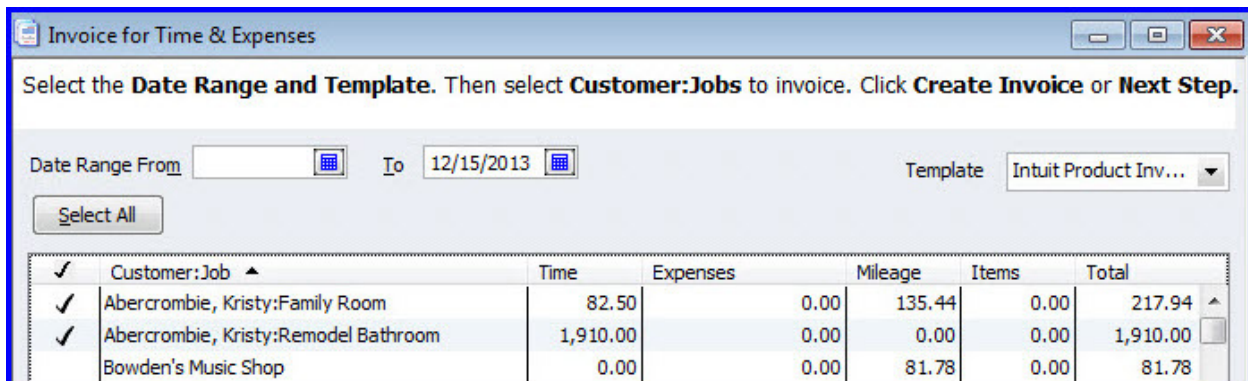 Invoice for Time & Expenses
Select the Date Range and Template. Then select Customer:Jobs to invoice. Click Create Invoice or Next Step.
Date Range From To 12/15/2013 Template Intuit Product Inv...
Select All
✓ Customer:Job ▲ Time Expenses Mileage Items Total
✓ Abercrombie, Kristy:Family Room 82.50 0.00 135.44 0.00 217.94
✓ Abercrombie, Kristy:Remodel Bathroom 1,910.00 0.00 0.00 0.00 1,910.00
Bowden's Music Shop 0.00 0.00 81.78 0.00 81.78